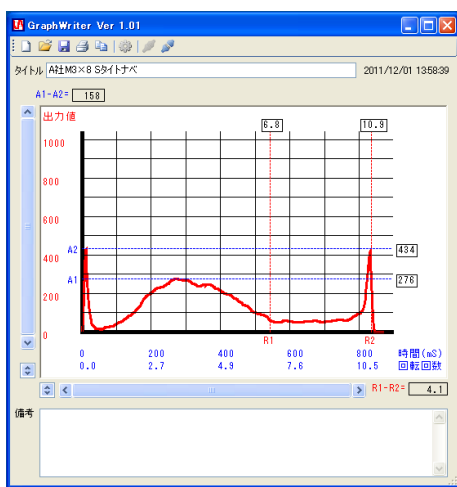 GraphWriter Ver 1.01
タイトル A社M3×8 Sタイトナベ 2011/12/01 13:58:39
A1-A2= 158
出力値
6.8 10.9
1000
800
600
A2 434
400
A1 276
200
0
R1 R2
0 200 400 600 800 時間(mS)
0.0 2.7 4.9 7.6 10.5 回転回数
R1-R2= 4.1
備考